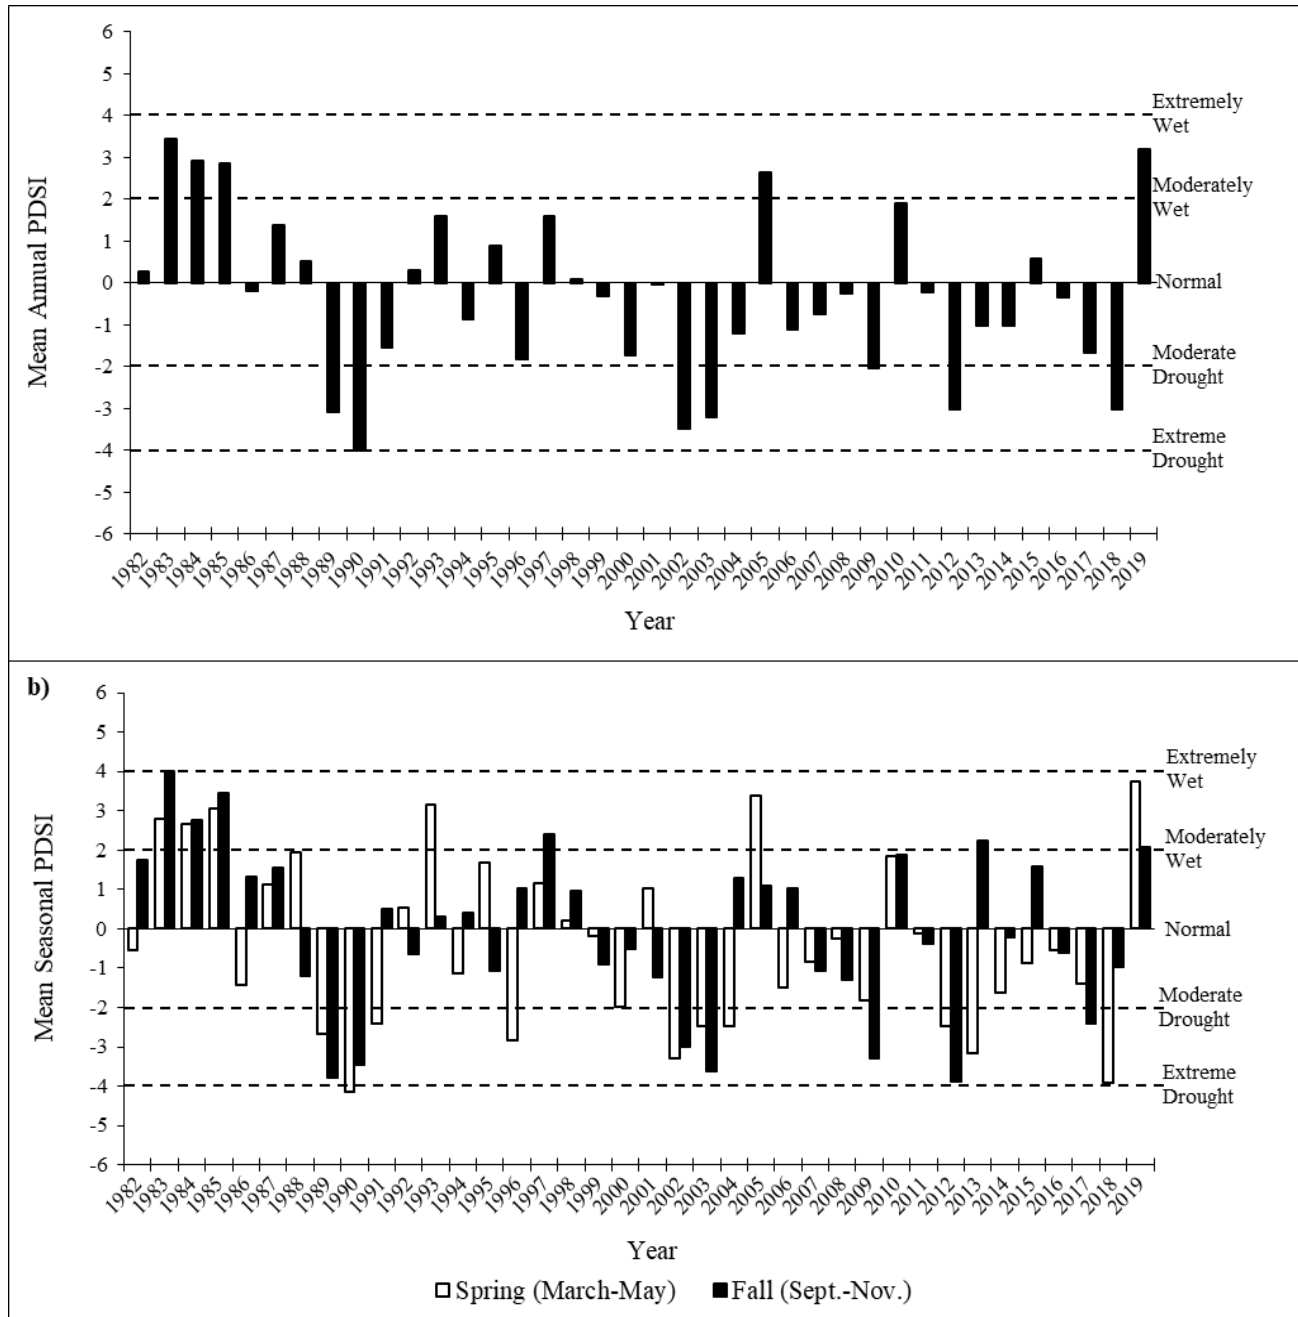 6
5
4
3
2
1
0
-1
-2
-3
-4
-5
-6
Mean Annual PDSI
Extremely
Wet
Moderately
Wet
Normal
Moderate
Drought
Extreme
Drought
1982 1983 1984 1985 1986 1987 1988 1989 1990 1991 1992 1993 1994 1995 1996 1997 1998 1999 2000 2001 2002 2003 2004 2005 2006 2007 2008 2009 2010 2011 2012 2013 2014 2015 2016 2017 2018 2019
Year
b)
6
5
4
3
2
1
0
-1
-2
-3
-4
-5
-6
Mean Seasonal PDSI
Extremely
Wet
Moderately
Wet
Normal
Moderate
Drought
Extreme
Drought
1982 1983 1984 1985 1986 1987 1988 1989 1990 1991 1992 1993 1994 1995 1996 1997 1998 1999 2000 2001 2002 2003 2004 2005 2006 2007 2008 2009 2010 2011 2012 2013 2014 2015 2016 2017 2018 2019
Year
Spring (March-May) Fall (Sept.-Nov.)